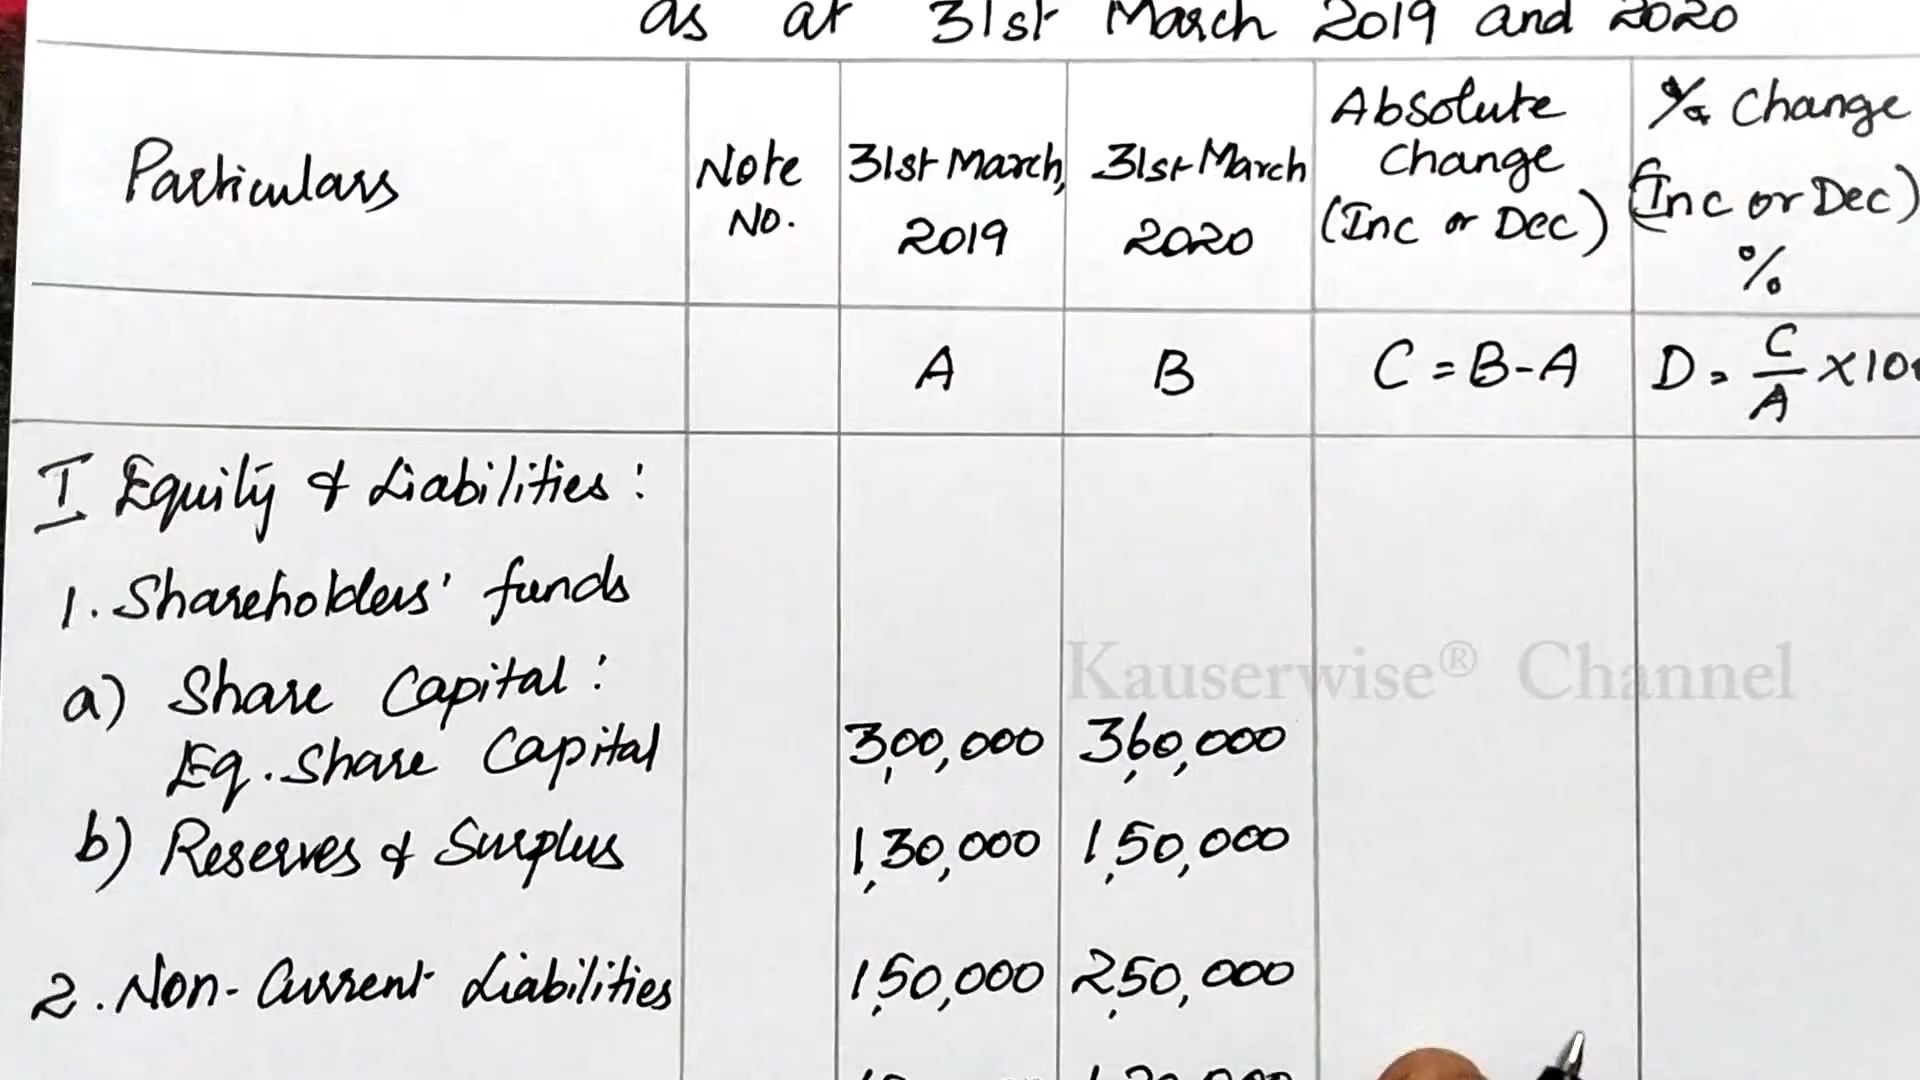 as at 31st March 2019 and 2020
Particulars
Note No.
31st March, 2019
31st March 2020
Absolute Change (Inc or Dec)
% Change (Inc or Dec) %
A
B
C = B-A
D = C/A x 10
I Equity & Liabilities:
1. Shareholders' funds
a) Share Capital:
Eq. Share Capital 3,00,000 3,60,000
b) Reserves & Surplus 1,30,000 1,50,000
2. Non-Current Liabilities 1,50,000 2,50,000
Kauserwise® Channel